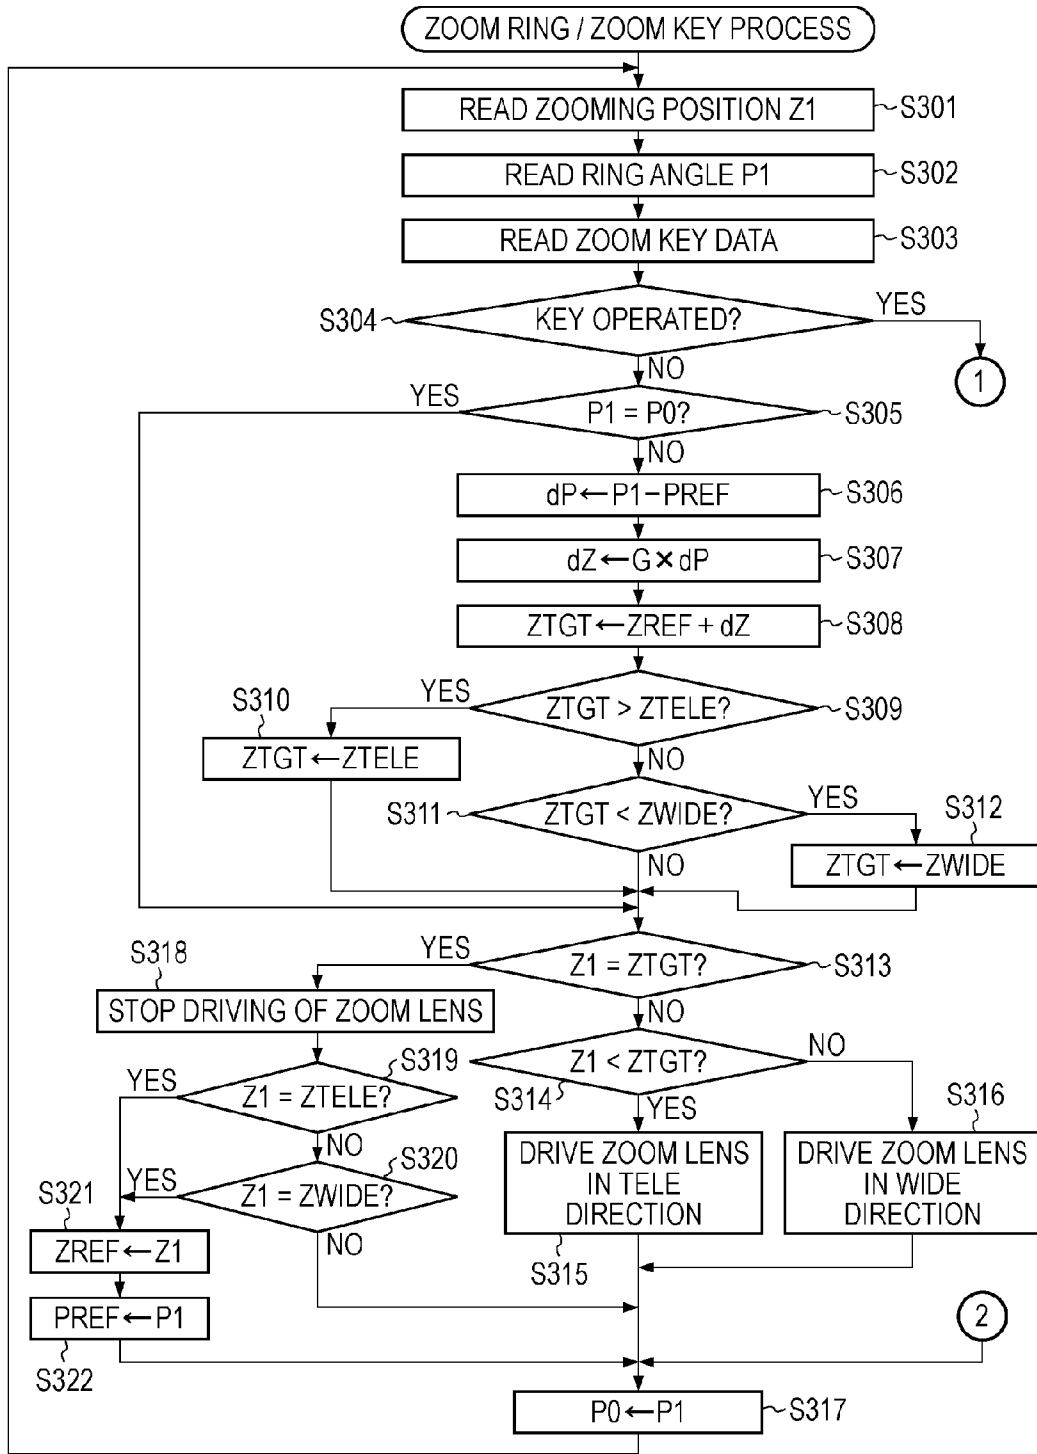 ZOOM RING / ZOOM KEY PROCESS
READ ZOOMING POSITION Z1
S301
READ RING ANGLE P1
S302
READ ZOOM KEY DATA
S303
S304
KEY OPERATED?
YES
NO
1
YES
P1 = P0?
S305
NO
dP←P1−PREF
S306
dZ←G×dP
S307
ZTGT←ZREF + dZ
S308
S310
YES
ZTGT > ZTELE?
S309
ZTGT←ZTELE
NO
S311
ZTGT < ZWIDE?
YES
S312
NO
ZTGT←ZWIDE
S318
YES
Z1 = ZTGT?
S313
STOP DRIVING OF ZOOM LENS
NO
S319
Z1 < ZTGT?
NO
YES
Z1 = ZTELE?
S314
YES
S316
NO
S320
DRIVE ZOOM LENS
IN TELE
DIRECTION
DRIVE ZOOM LENS
IN WIDE
DIRECTION
YES
Z1 = ZWIDE?
S321
NO
ZREF←Z1
S315
PREF←P1
2
S322
P0←P1
S317